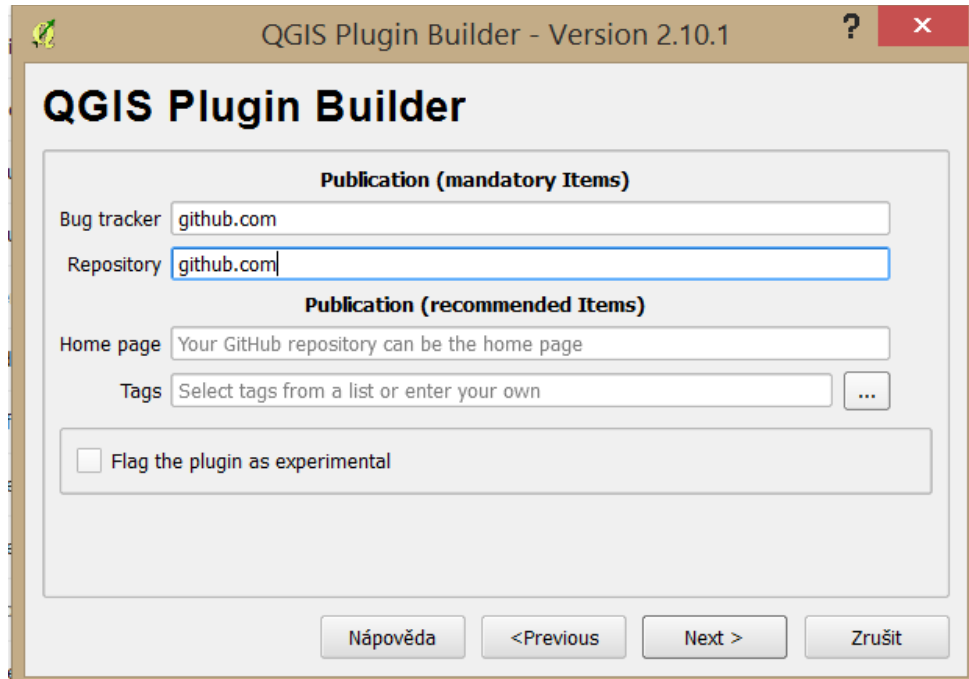 QGIS Plugin Builder - Version 2.10.1
?
QGIS Plugin Builder
Publication (mandatory Items)
Bug tracker github.com
Repository github.com
Publication (recommended Items)
Home page Your GitHub repository can be the home page
Tags Select tags from a list or enter your own ...
Flag the plugin as experimental
Nápověda <Previous Next > Zrušit